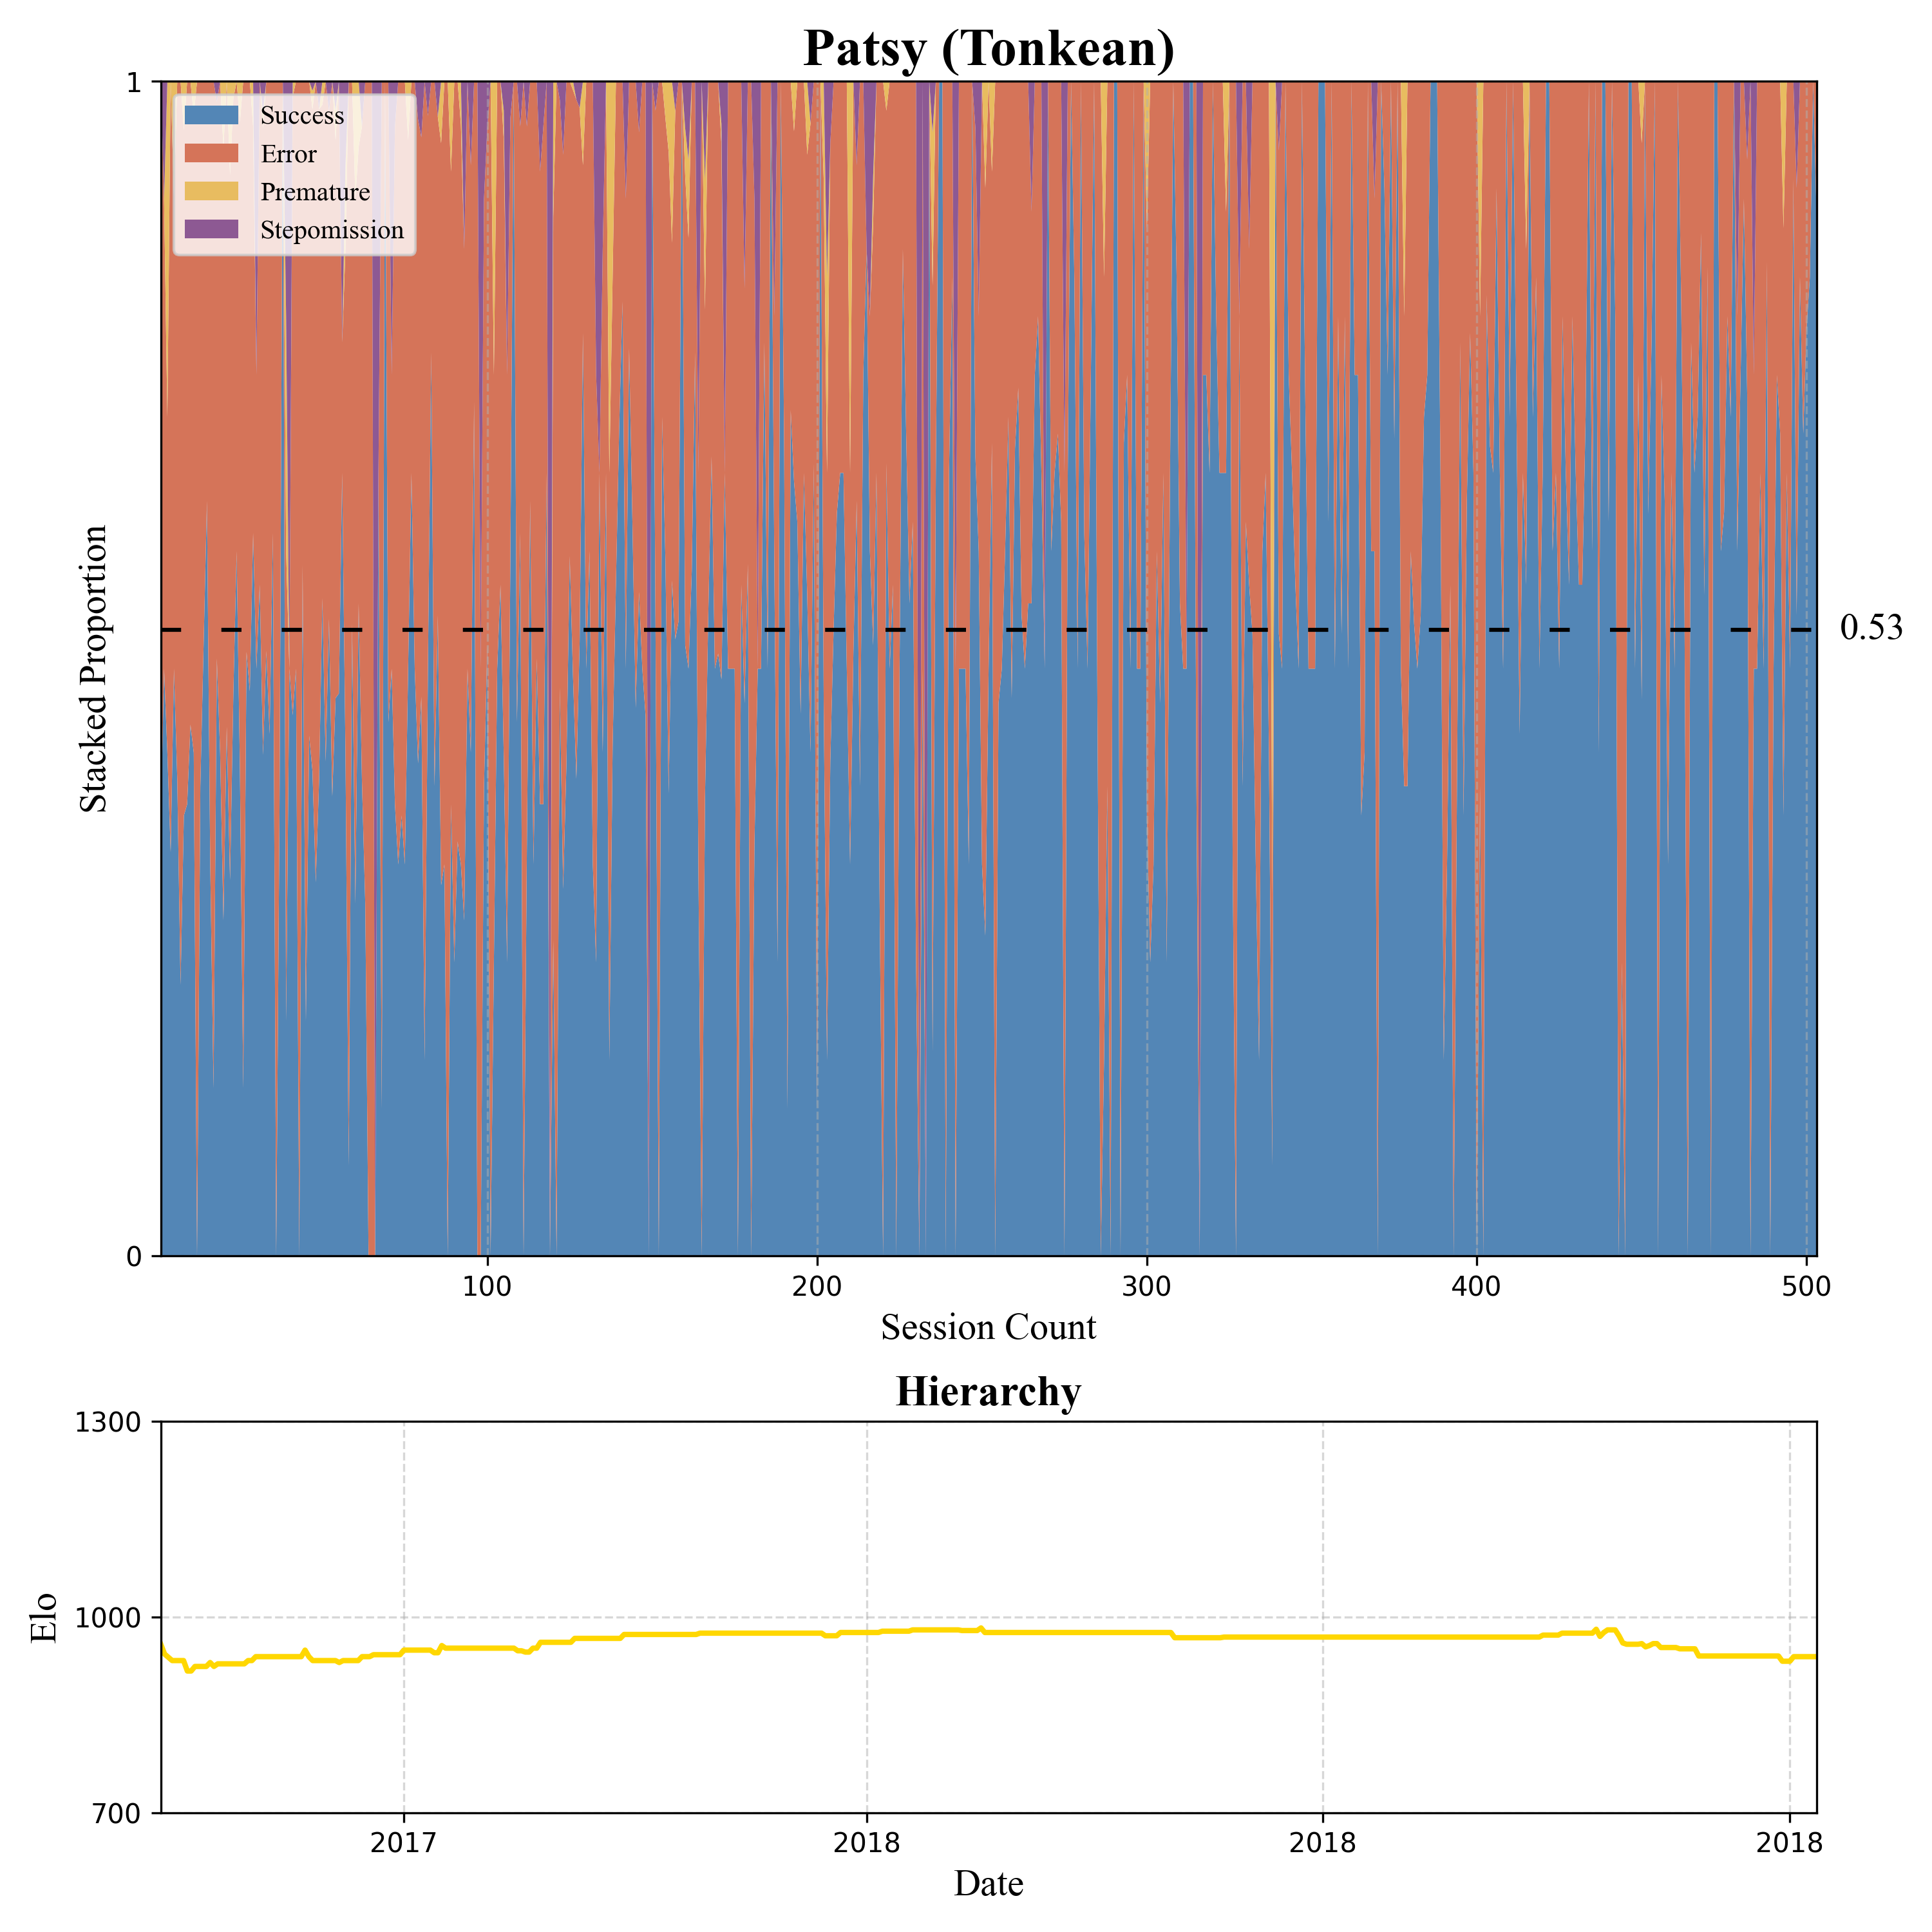 Patsy (Tonkean)
1
Success
Error
Premature
Stepomission
Stacked Proportion
0.53
0
100 200 300 400 500
Session Count
Hierarchy
1300
1000
700
Elo
2017 2018 2018 2018
Date